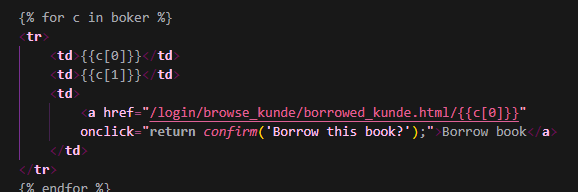 {% for c in boker %}
<tr>
<td>{{c[0]}}</td>
<td>{{c[1]}}</td>
<td>
<a href="/login/browse_kunde/borrowed_kunde.html/{{c[0]}}"
onclick="return confirm('Borrow this book?');">Borrow book</a>
</td>
</tr>
{% endfor %}